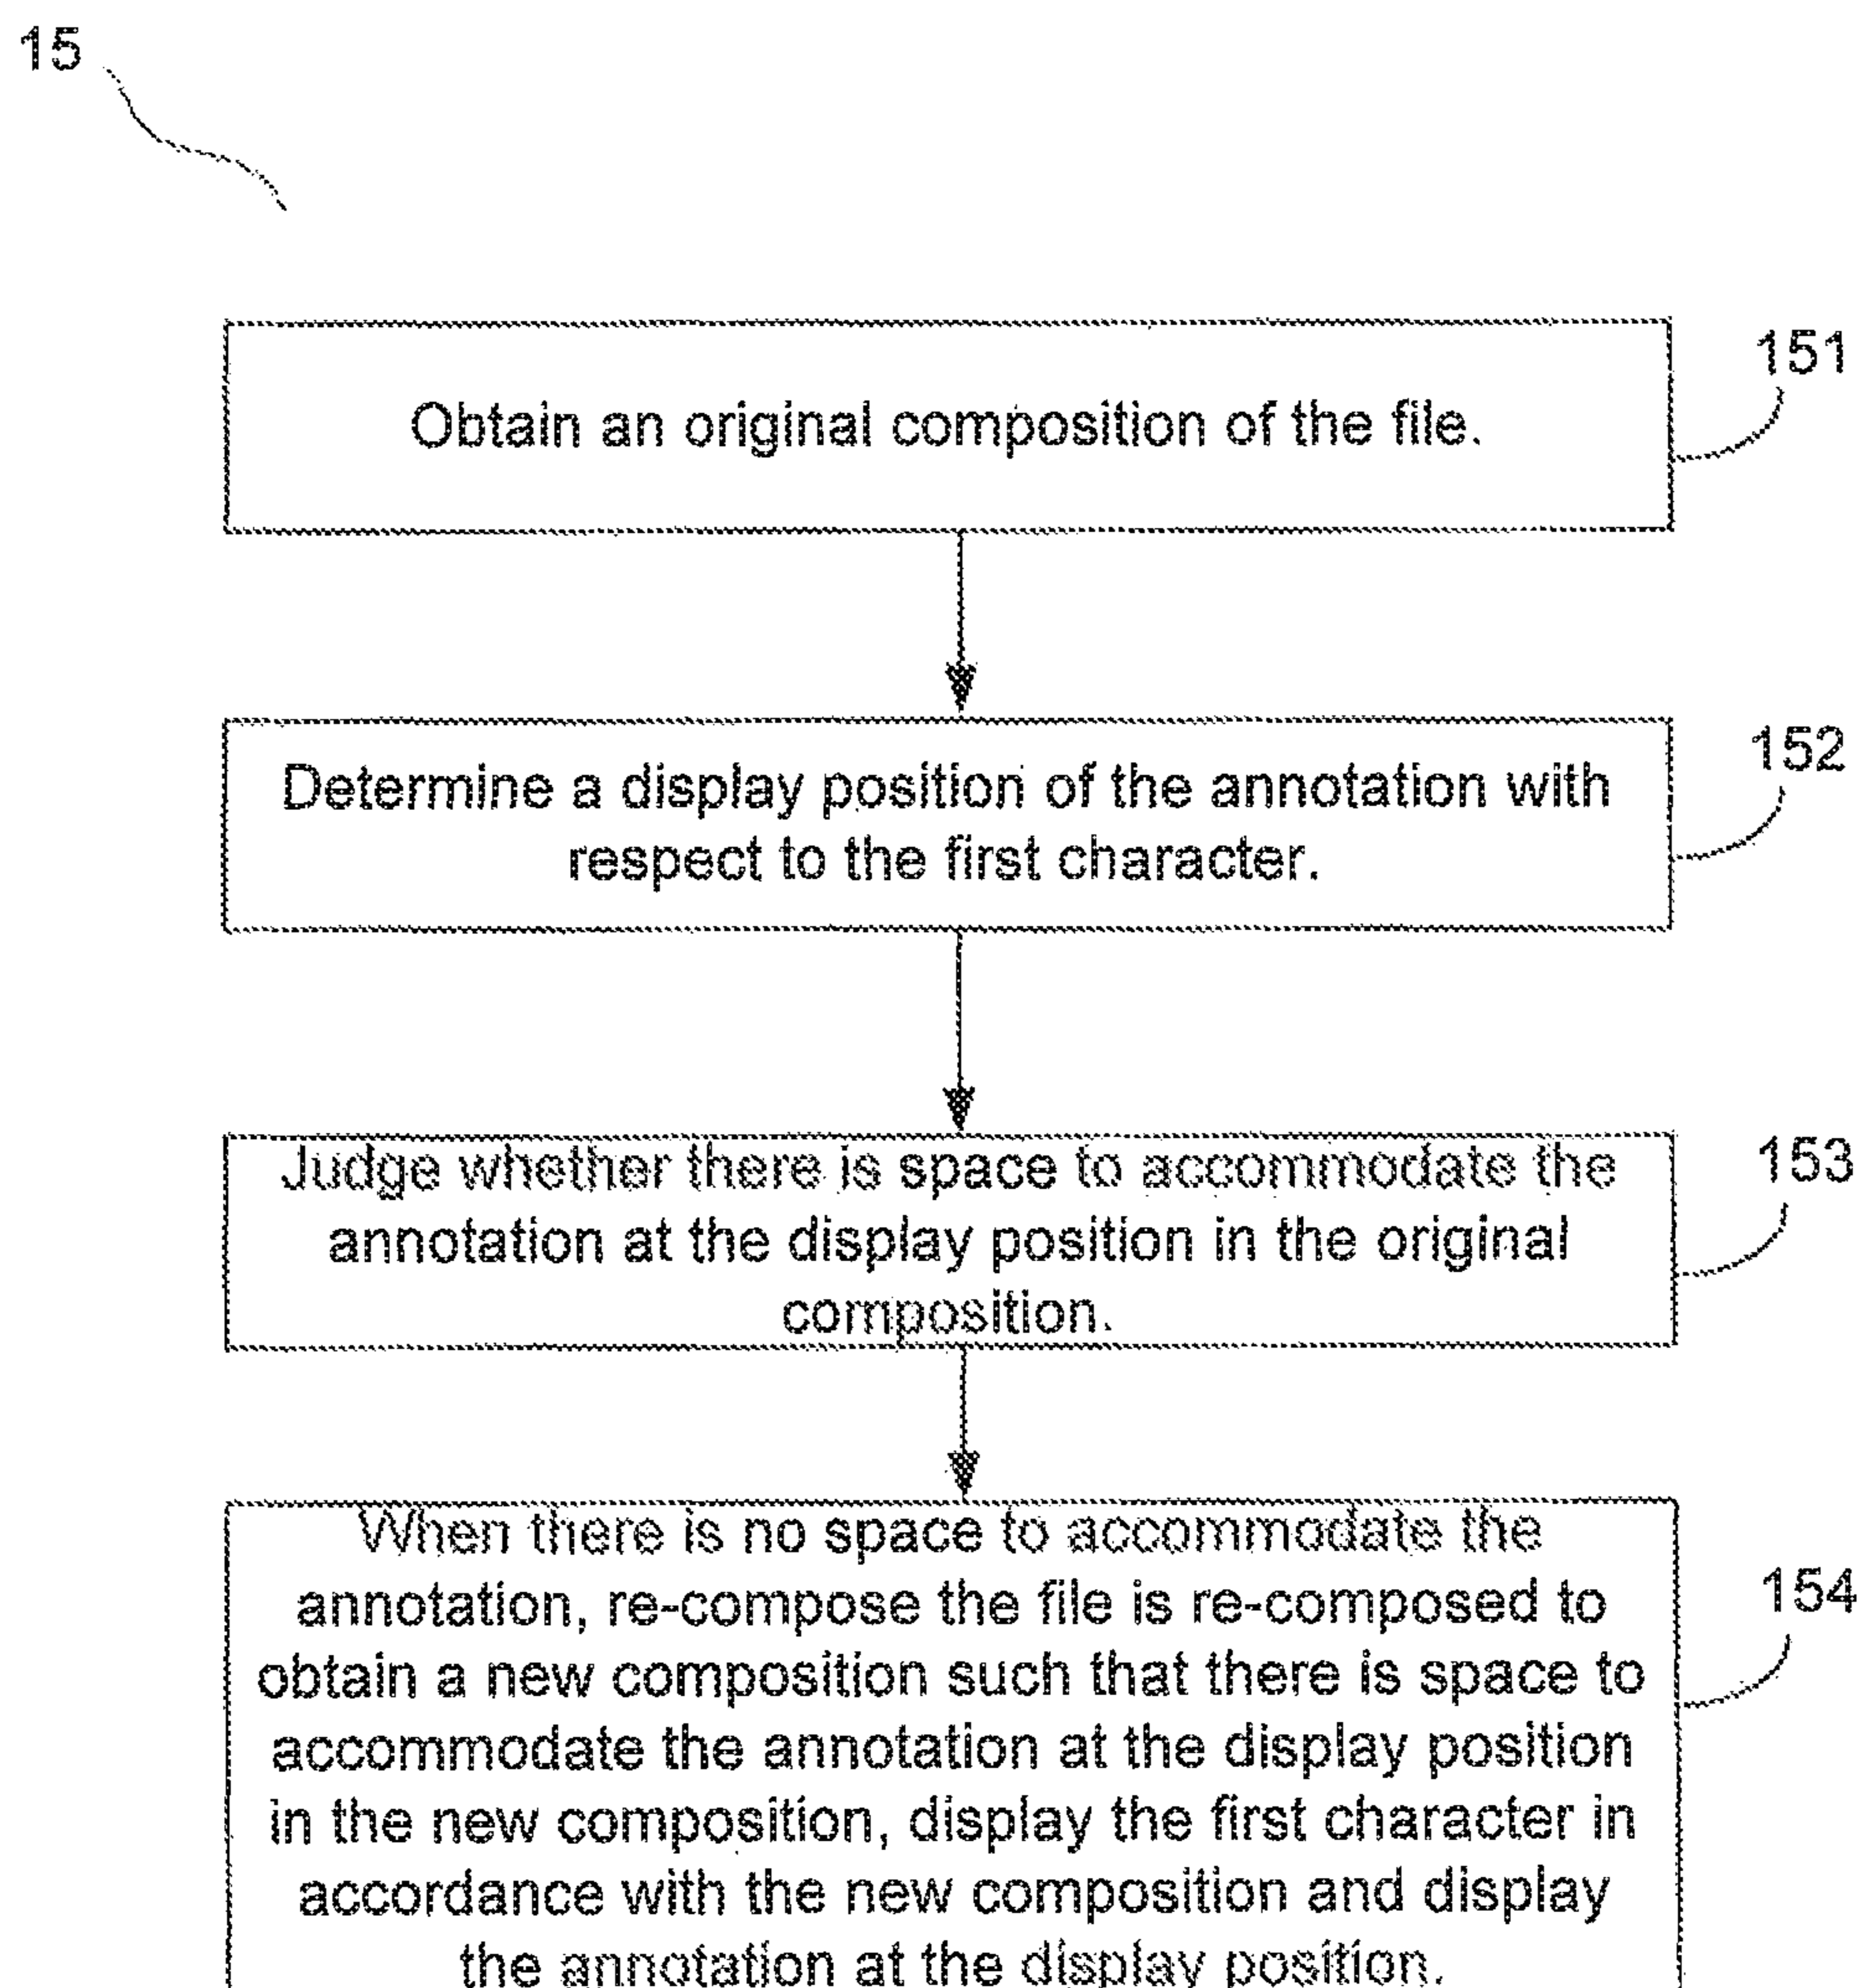 15
151
Obtain an original composition of the file.
152
Determine a display position of the annotation with
respect to the first character.
153
Judge whether there is space to accommodate the
annotation at the display position in the original
composition.
154
When there is no space to accommodate the
annotation, re-compose the file is re-composed to
obtain a new composition such that there is space to
accommodate the annotation at the display position
in the new composition, display the first character in
accordance with the new composition and display
the annotation at the display position.